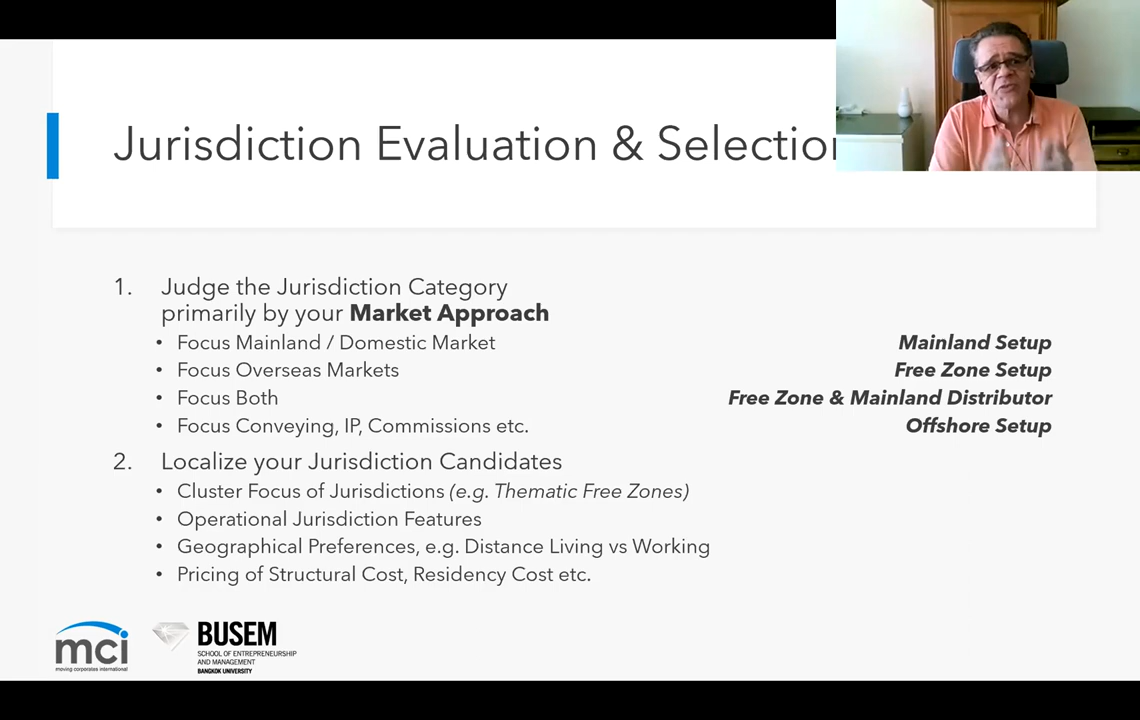 Jurisdiction Evaluation & Selection
1. Judge the Jurisdiction Category
primarily by your Market Approach
• Focus Mainland / Domestic Market Mainland Setup
• Focus Overseas Markets Free Zone Setup
• Focus Both Free Zone & Mainland Distributor
• Focus Conveying, IP, Commissions etc. Offshore Setup
2. Localize your Jurisdiction Candidates
• Cluster Focus of Jurisdictions (e.g. Thematic Free Zones)
• Operational Jurisdiction Features
• Geographical Preferences, e.g. Distance Living vs Working
• Pricing of Structural Cost, Residency Cost etc.
mci
moving corporates international
BUSEM
SCHOOL OF ENTREPRENEURSHIP
AND MANAGEMENT
BANGKOK UNIVERSITY